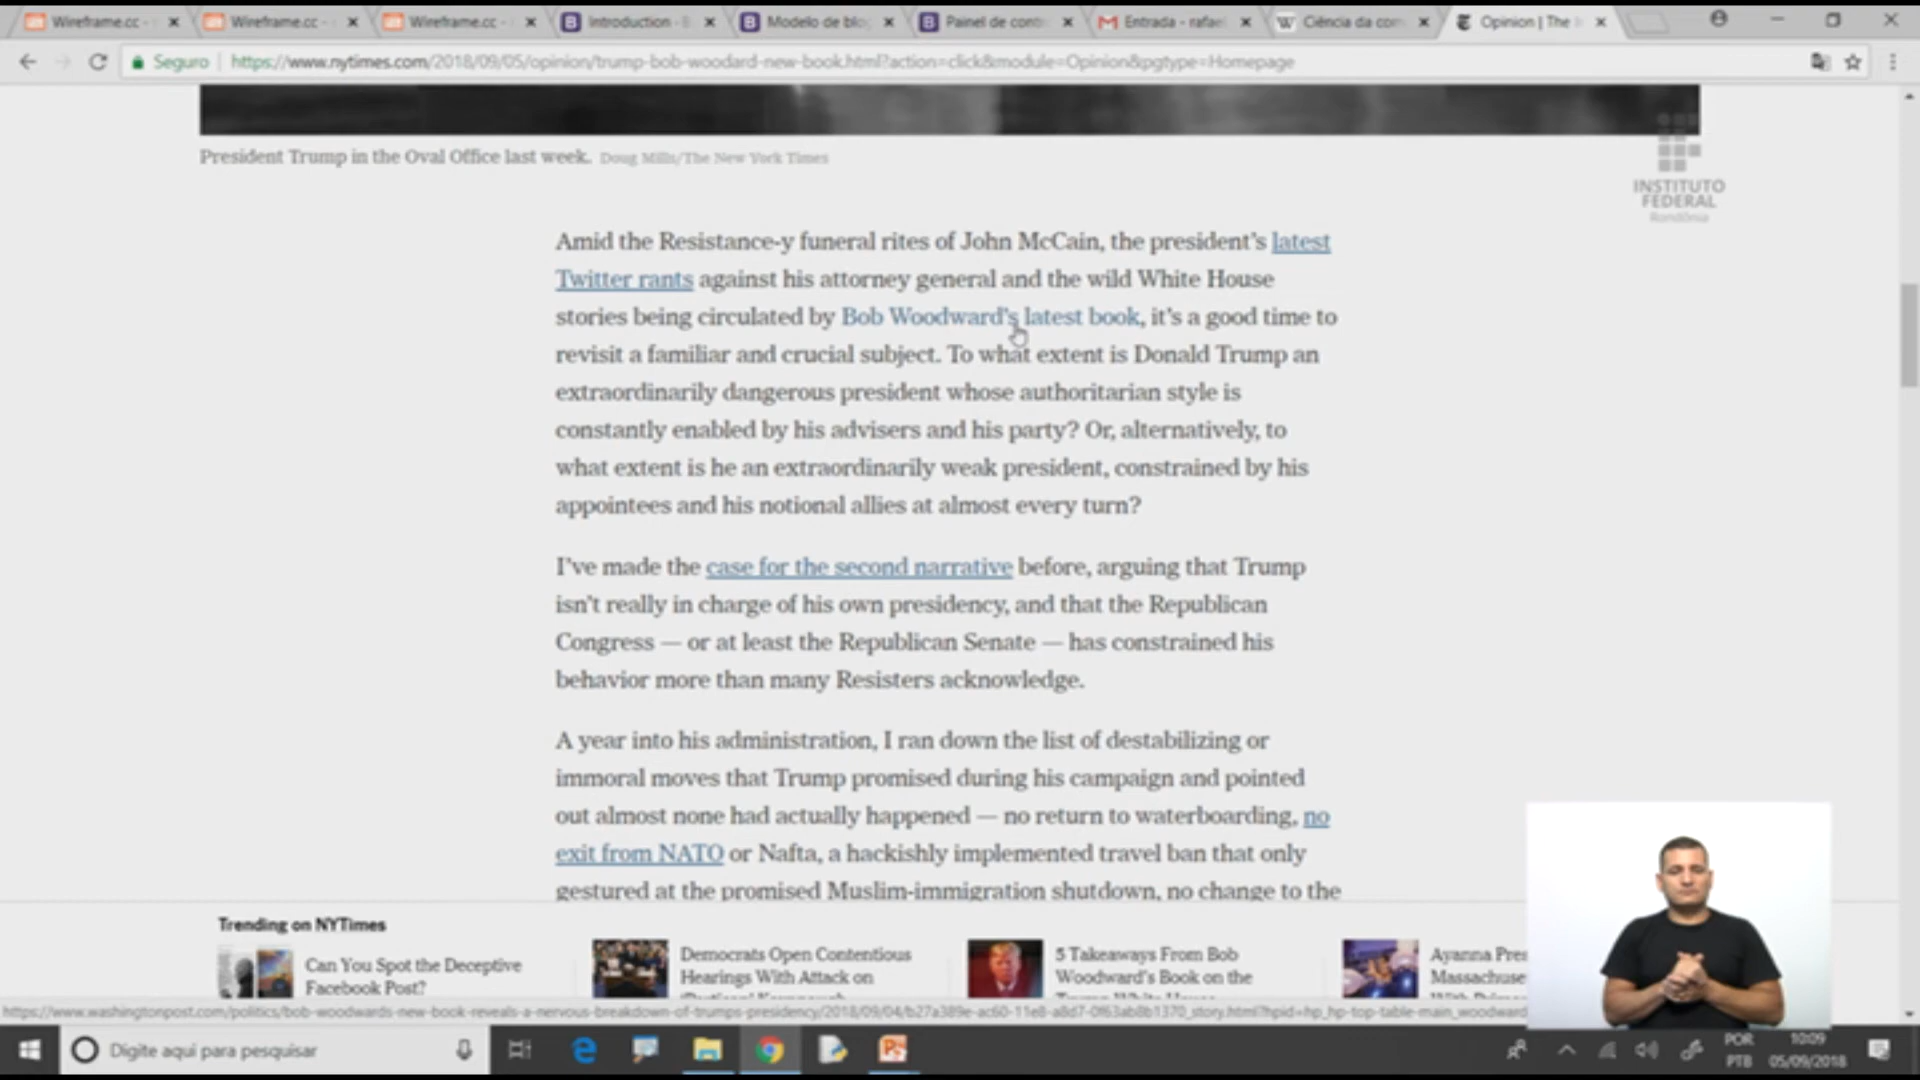 Wireframe.cc -
Wireframe.cc -
Wireframe.cc -
Introduction ·
Modelo de blog
Painel de cont
Entrada - rafae
Ciência da com
Opinion | The
Seguro
https://www.nytimes.com/2018/09/05/opinion/trump-bob-woodard-new-book.html?action=click&module=Opinion&pgtype=Homepage
President Trump in the Oval Office last week. Doug Mills/The New York Times
INSTITUTO
FEDERAL
Rondônia
Amid the Resistance-y funeral rites of John McCain, the president's latest
Twitter rants against his attorney general and the wild White House
stories being circulated by Bob Woodward's latest book, it's a good time to
revisit a familiar and crucial subject. To what extent is Donald Trump an
extraordinarily dangerous president whose authoritarian style is
constantly enabled by his advisers and his party? Or, alternatively, to
what extent is he an extraordinarily weak president, constrained by his
appointees and his notional allies at almost every turn?
I've made the case for the second narrative before, arguing that Trump
isn't really in charge of his own presidency, and that the Republican
Congress — or at least the Republican Senate — has constrained his
behavior more than many Resisters acknowledge.
A year into his administration, I ran down the list of destabilizing or
immoral moves that Trump promised during his campaign and pointed
out almost none had actually happened — no return to waterboarding, no
exit from NATO or Nafta, a hackishly implemented travel ban that only
gestured at the promised Muslim-immigration shutdown, no change to the
Trending on NYTimes
Can You Spot the Deceptive
Facebook Post?
Democrats Open Contentious
Hearings With Attack on
5 Takeaways From Bob
Woodward's Book on the
Trump White House
Ayanna Pres
Massachuse
https://www.washingtonpost.com/politics/bob-woodwards-new-book-reveals-a-nervous-breakdown-of-trumps-presidency/2018/09/04/b27a389e-ac60-11e8-a8d7-0f63ab8b1370_story.html?hpid=hp_hp-top-table-main_woodward
Digite aqui para pesquisar
POR
PTB
10:09
05/09/2018